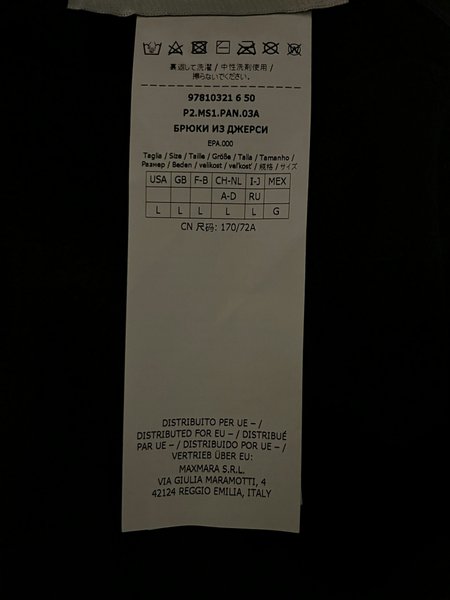 裏返して洗濯 / 中性洗剤使用 /
擦らないでください。
97810321 6 50
P2.MS1.PAN.03A
БРЮКИ ИЗ ДЖЕРСИ
EPA.000
Taglia / Size / Taille / Größe / Talla / Tamanho /
Размер / Beden / velikost / veľkosť / 規格 / サイズ
USA GB F-B CH-NL I-J MEX
A-D RU
L L L L L G
CN 尺码: 170/72A
DISTRIBUITO PER UE – /
DISTRIBUTED FOR EU – / DISTRIBUÉ
PAR UE – / DISTRIBUIDO POR UE – /
VERTRIEB ÜBER EU:
MAXMARA S.R.L.
VIA GIULIA MARAMOTTI, 4
42124 REGGIO EMILIA, ITALY